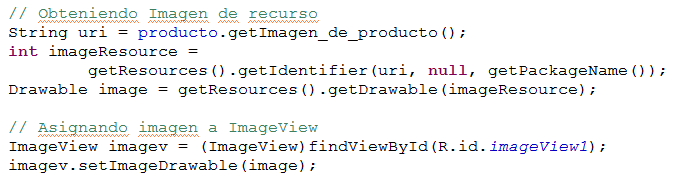 // Obteniendo Imagen de recurso
String uri = producto.getImagen_de_producto();
int imageResource =
        getResources().getIdentifier(uri, null, getPackageName());
Drawable image = getResources().getDrawable(imageResource);

// Asignando imagen a ImageView
ImageView imagev = (ImageView)findViewById(R.id.imageView1);
imagev.setImageDrawable(image);